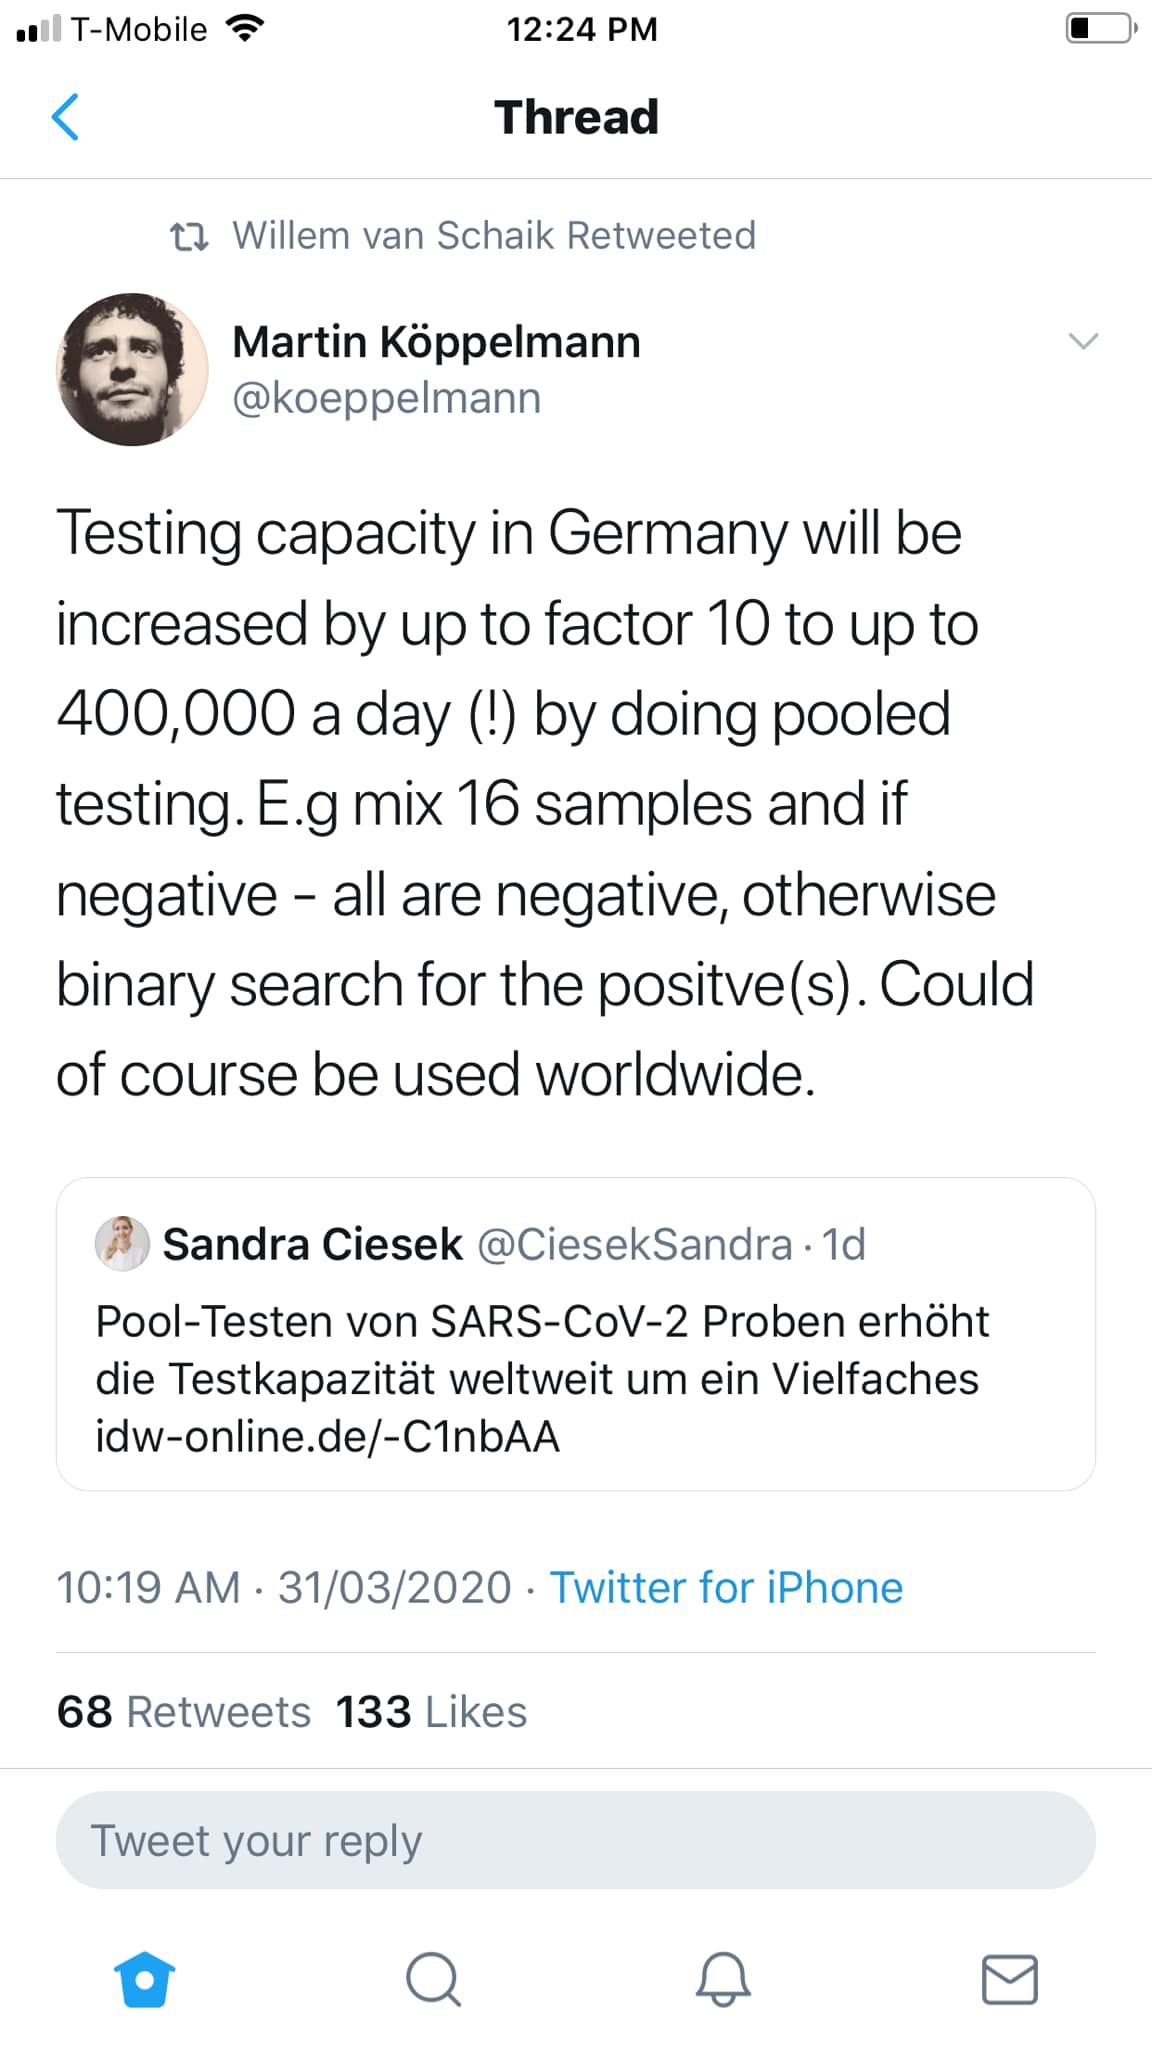 T-Mobile 12:24 PM
Thread
Willem van Schaik Retweeted
Martin Köppelmann
@koeppelmann
Testing capacity in Germany will be
increased by up to factor 10 to up to
400,000 a day (!) by doing pooled
testing. E.g mix 16 samples and if
negative - all are negative, otherwise
binary search for the positve(s). Could
of course be used worldwide.
Sandra Ciesek @CiesekSandra · 1d
Pool-Testen von SARS-CoV-2 Proben erhöht
die Testkapazität weltweit um ein Vielfaches
idw-online.de/-C1nbAA
10:19 AM · 31/03/2020 · Twitter for iPhone
68 Retweets 133 Likes
Tweet your reply